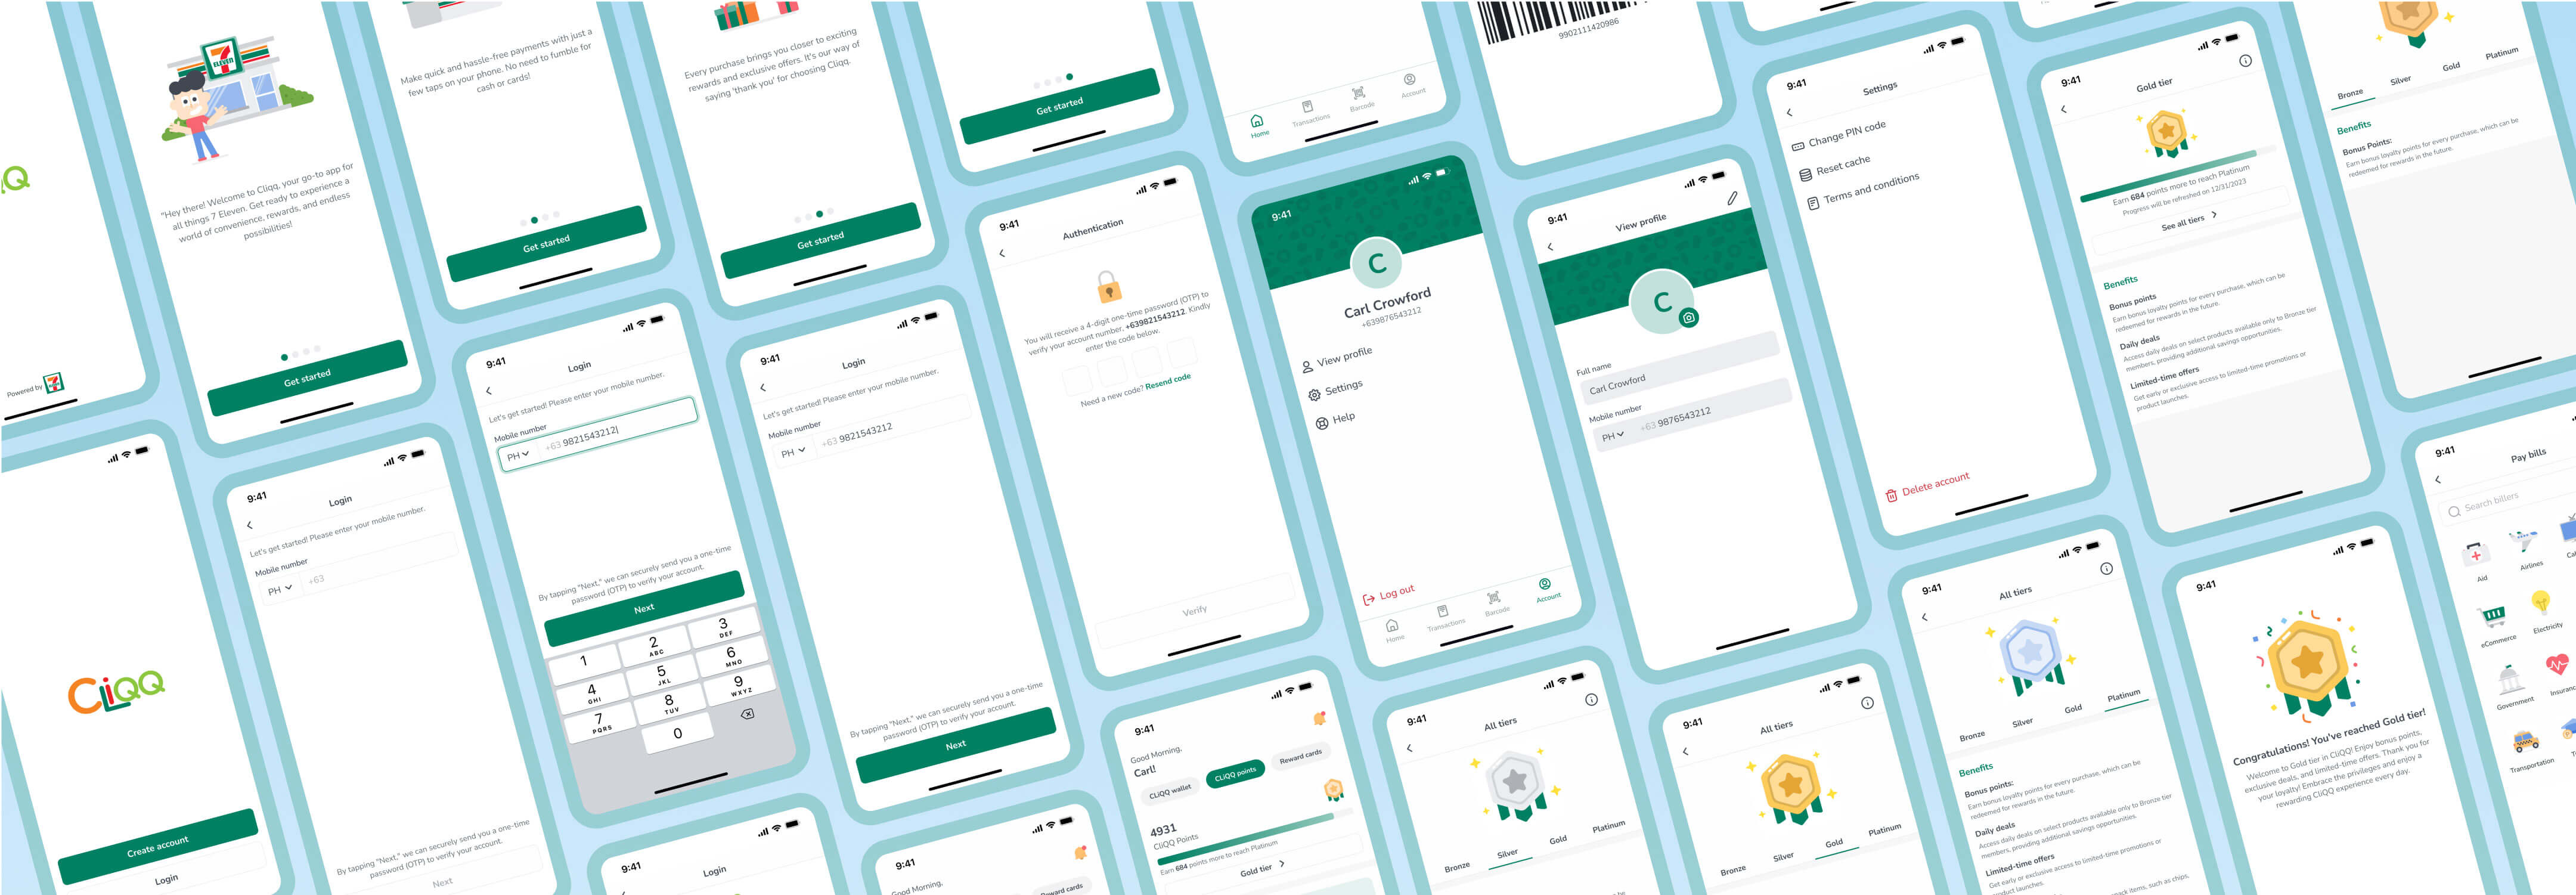 Q
Powered by
7
ELEVEN
CLiQQ
Create account
Login
7
ELEVEN
"Hey there! Welcome to Cliqq, your go-to app for
all things 7 Eleven. Get ready to experience a
world of convenience, rewards, and endless
possibilities!
Get started
9:41
Login
Let's get started! Please enter your mobile number.
Mobile number
PH
+63
By tapping "Next," we can securely send you a one-time
password (OTP) to verify your account.
Next
Make quick and hassle-free payments with just a
few taps on your phone. No need to fumble for
cash or cards!
Get started
9:41
Login
Let's get started! Please enter your mobile number.
Mobile number
PH
+63 9821543212
By tapping "Next," we can securely send you a one-time
password (OTP) to verify your account.
Next
1
2
ABC
3
DEF
4
GHI
5
JKL
6
MNO
7
PQRS
8
TUV
9
WXYZ
0
9:41
Login
Every purchase brings you closer to exciting
rewards and exclusive offers. It's our way of
saying 'thank you' for choosing Cliqq.
Get started
9:41
Login
Let's get started! Please enter your mobile number.
Mobile number
PH
+63 9821543212
By tapping "Next," we can securely send you a one-time
password (OTP) to verify your account.
Next
9:41
Good Morning,
Reward cards
Get started
9:41
Authentication
You will receive a 4-digit one-time password (OTP) to
verify your account number, +639821543212. Kindly
enter the code below.
Need a new code? Resend code
Verify
9:41
Good Morning,
Carl!
CLiQQ wallet
CLiQQ points
Reward cards
4931
CliQQ Points
Earn 684 points more to reach Platinum
Gold tier
Home
Transactions
Barcode
Account
9:41
C
Carl Crowford
+639876543212
View profile
Settings
Help
Log out
Home
Transactions
Barcode
Account
9:41
All tiers
Bronze
Silver
Gold
Platinum
9902111420986
9:41
View profile
C
Full name
Carl Crowford
Mobile number
PH
+63 9876543212
9:41
All tiers
Bronze
Silver
Gold
Platinum
9:41
Settings
Change PIN code
Reset cache
Terms and conditions
Delete account
9:41
All tiers
Bronze
Silver
Gold
Platinum
Benefits
Bonus points:
Earn bonus loyalty points for every purchase, which can be
redeemed for rewards in the future.
Daily deals
Access daily deals on select products available only to Bronze tier
members, providing additional savings opportunities.
Limited-time offers
Get early or exclusive access to limited-time promotions or
product launches.
snack items, such as chips,
9:41
Gold tier
Earn 684 points more to reach Platinum
Progress will be refreshed on 12/31/2023
See all tiers
Benefits
Bonus points
Earn bonus loyalty points for every purchase, which can be
redeemed for rewards in the future.
Daily deals
Access daily deals on select products available only to Bronze tier
members, providing additional savings opportunities.
Limited-time offers
Get early or exclusive access to limited-time promotions or
product launches.
9:41
Congratulations! You've reached Gold tier!
Welcome to Gold tier in CLiQQ! Enjoy bonus points,
exclusive deals, and limited-time offers. Thank you for
your loyalty! Embrace the privileges and enjoy a
rewarding CLiQQ experience every day.
Bronze
Silver
Gold
Platinum
Benefits
Bonus Points:
Earn bonus loyalty points for every purchase, which can be
redeemed for rewards in the future.
9:41
Pay bills
Search billers
Aid
Airlines
eCommerce
Electricity
Government
Transportation